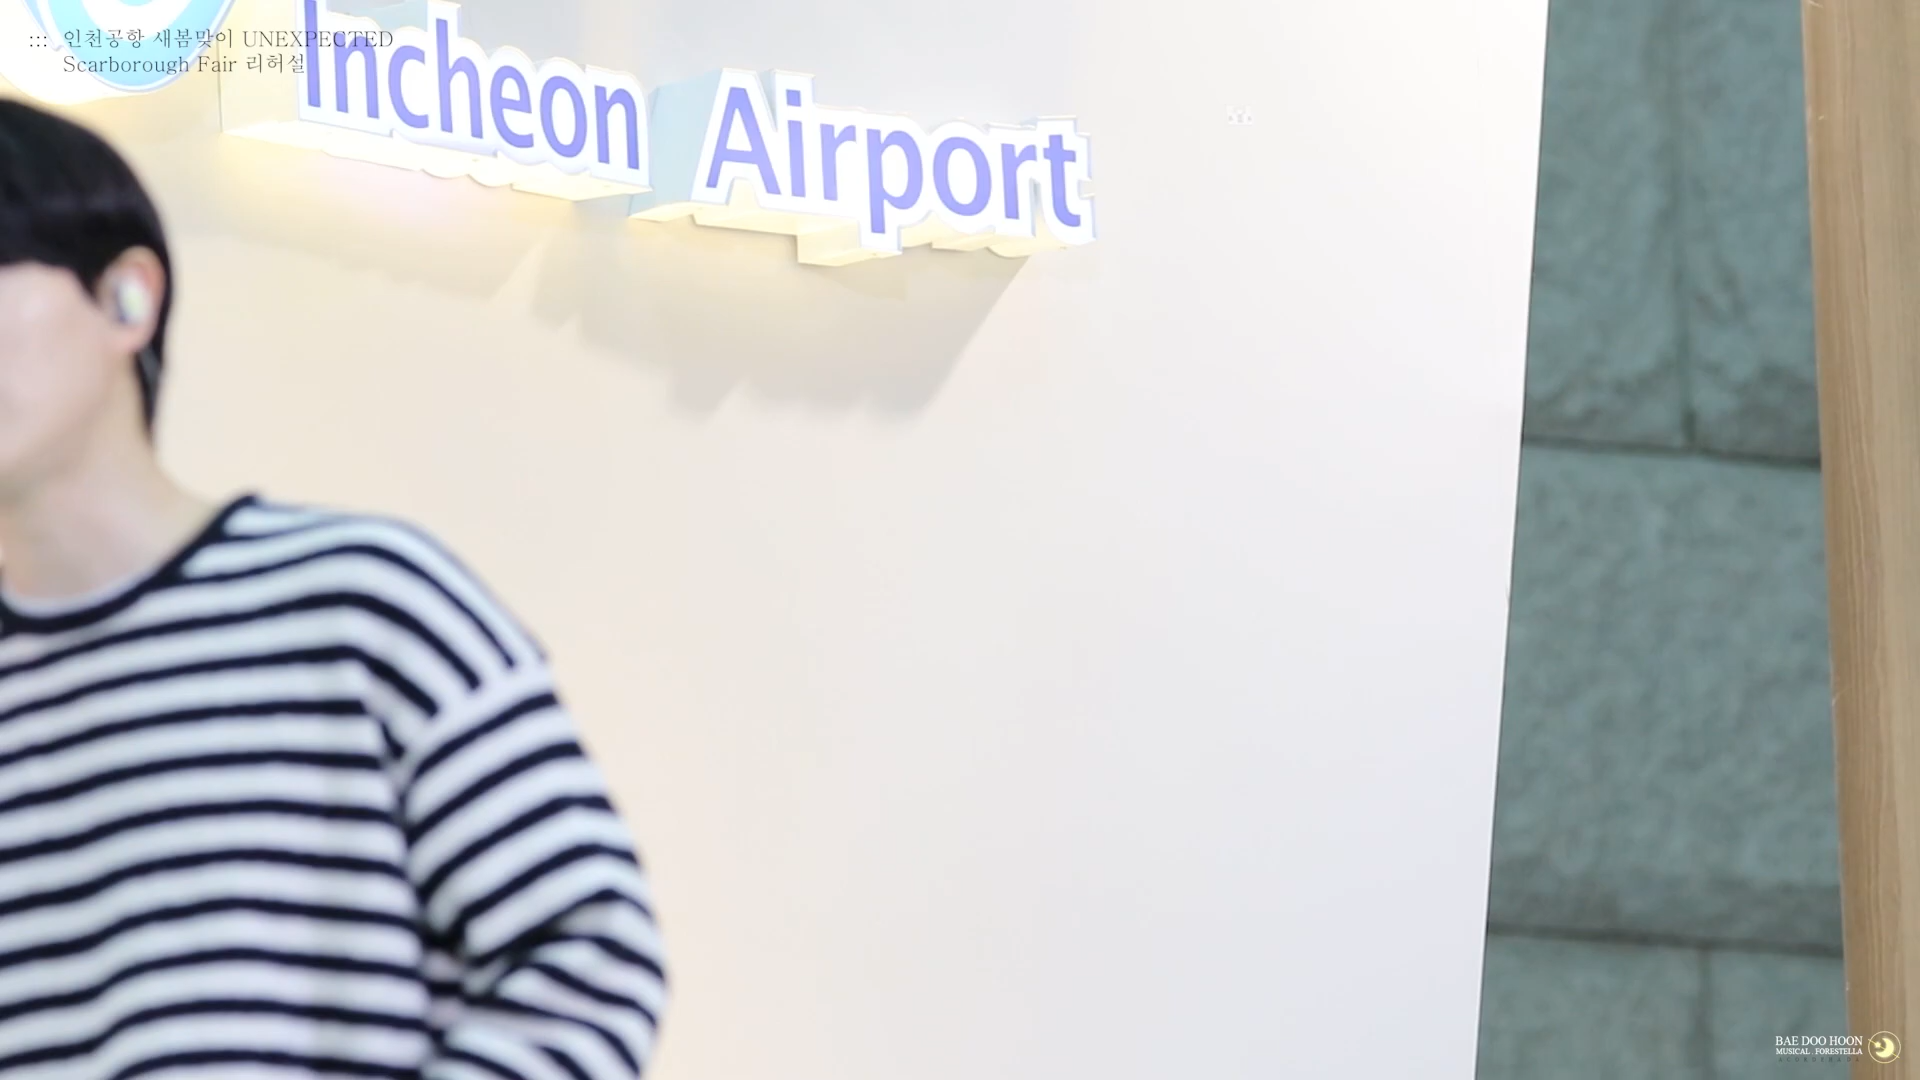 ::: 인천공항 새봄맞이 UNEXPECTED
Scarborough Fair 리허설
Incheon Airport
BAE DOO HOON
MUSICAL . FORESTELLA